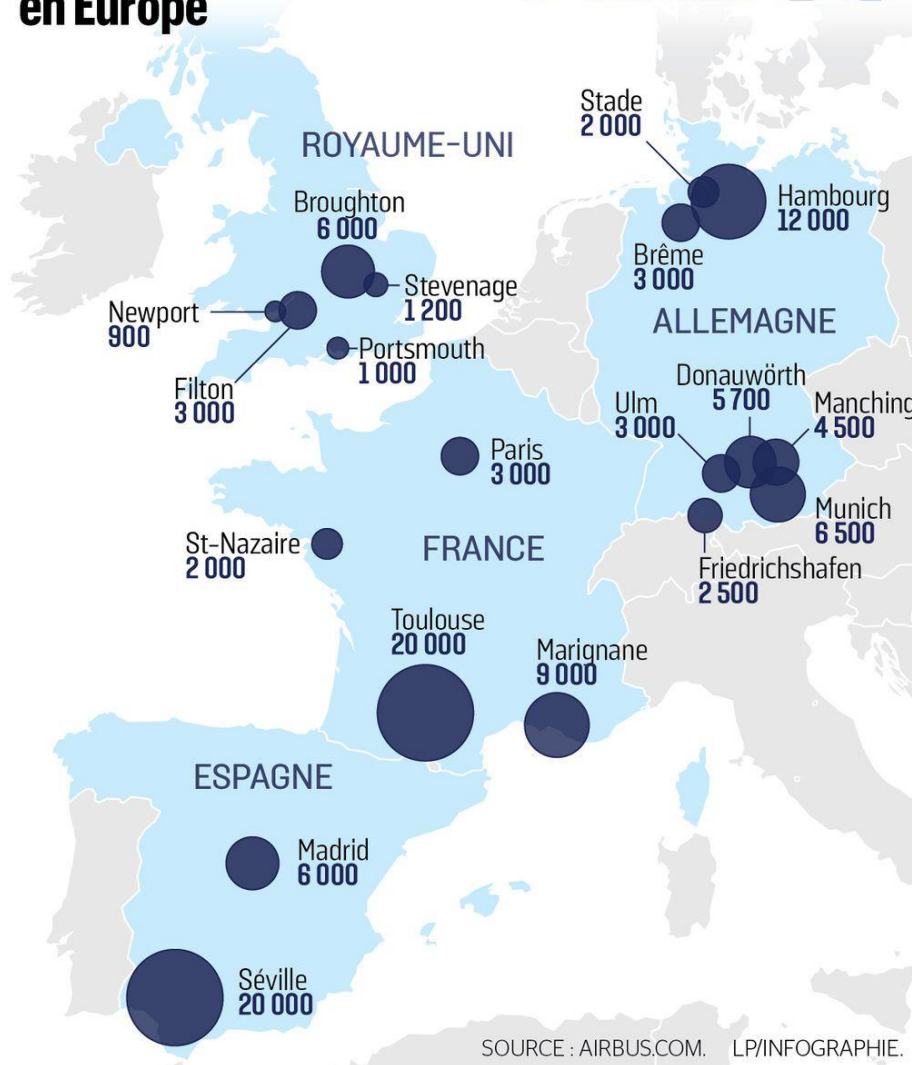 en Europe
Stade
2 000
ROYAUME-UNI
Hambourg
12 000
Broughton
6 000
Brême
3 000
Stevenage
1 200
Newport
900
ALLEMAGNE
Portsmouth
1 000
Filton
3 000
Donauwörth
5 700
Ulm
3 000
Manching
4 500
Paris
3 000
Munich
6 500
St-Nazaire
2 000
FRANCE
Friedrichshafen
2 500
Toulouse
20 000
Marignane
9 000
ESPAGNE
Madrid
6 000
Séville
20 000
SOURCE : AIRBUS.COM. LP/INFOGRAPHIE.